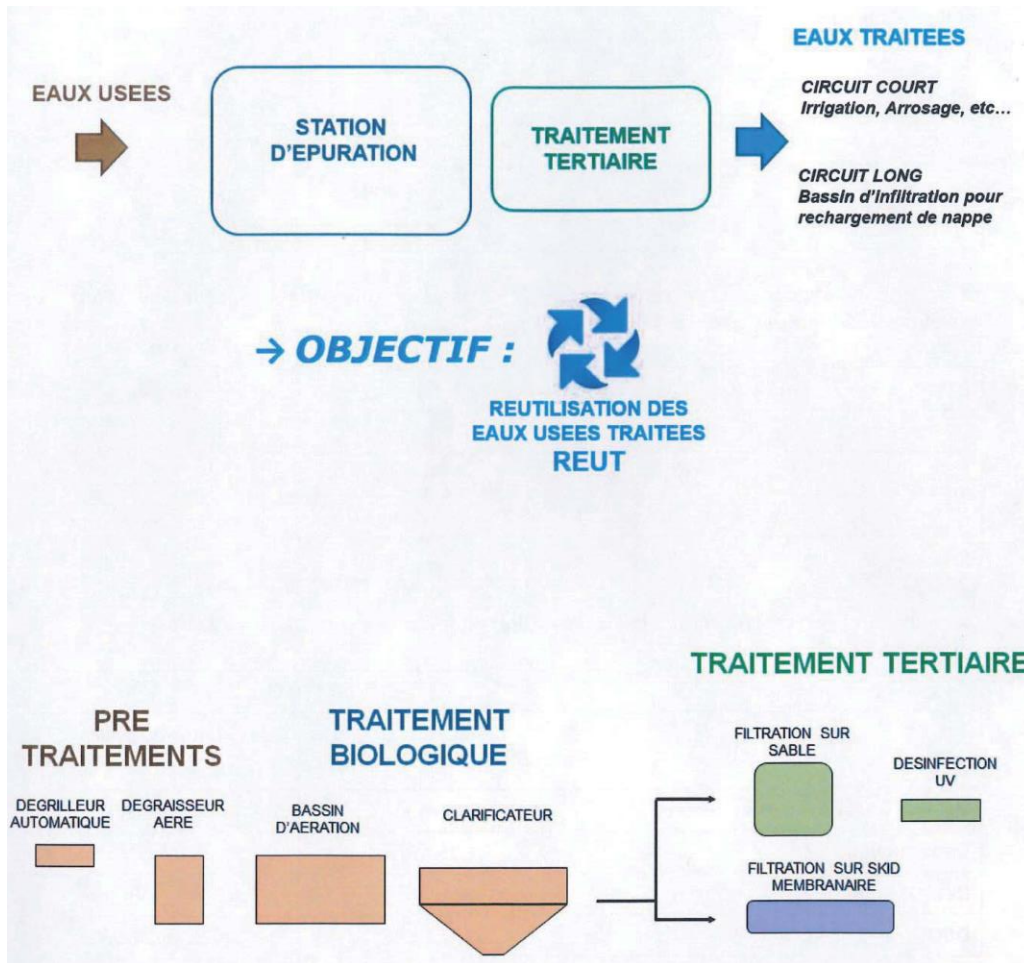 EAUX USEES
STATION
D'EPURATION
TRAITEMENT
TERTIAIRE
EAUX TRAITEES
CIRCUIT COURT
Irrigation, Arrosage, etc...
CIRCUIT LONG
Bassin d'infiltration pour
rechargement de nappe
→ OBJECTIF :
REUTILISATION DES
EAUX USEES TRAITEES
REUT
PRE
TRAITEMENTS
TRAITEMENT
BIOLOGIQUE
TRAITEMENT TERTIAIRE
DEGRILLEUR
AUTOMATIQUE
DEGRAISSEUR
AERE
BASSIN
D'AERATION
CLARIFICATEUR
FILTRATION SUR
SABLE
DESINFECTION
UV
FILTRATION SUR SKID
MEMBRANAIRE